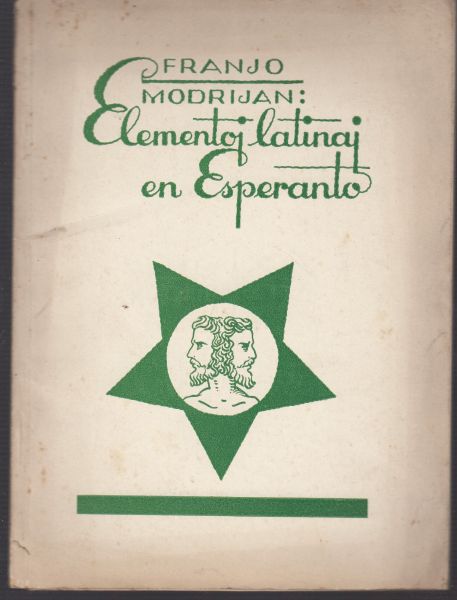 FRANJO
MODRIJAN:
Elementoj latinaj
en Esperanto